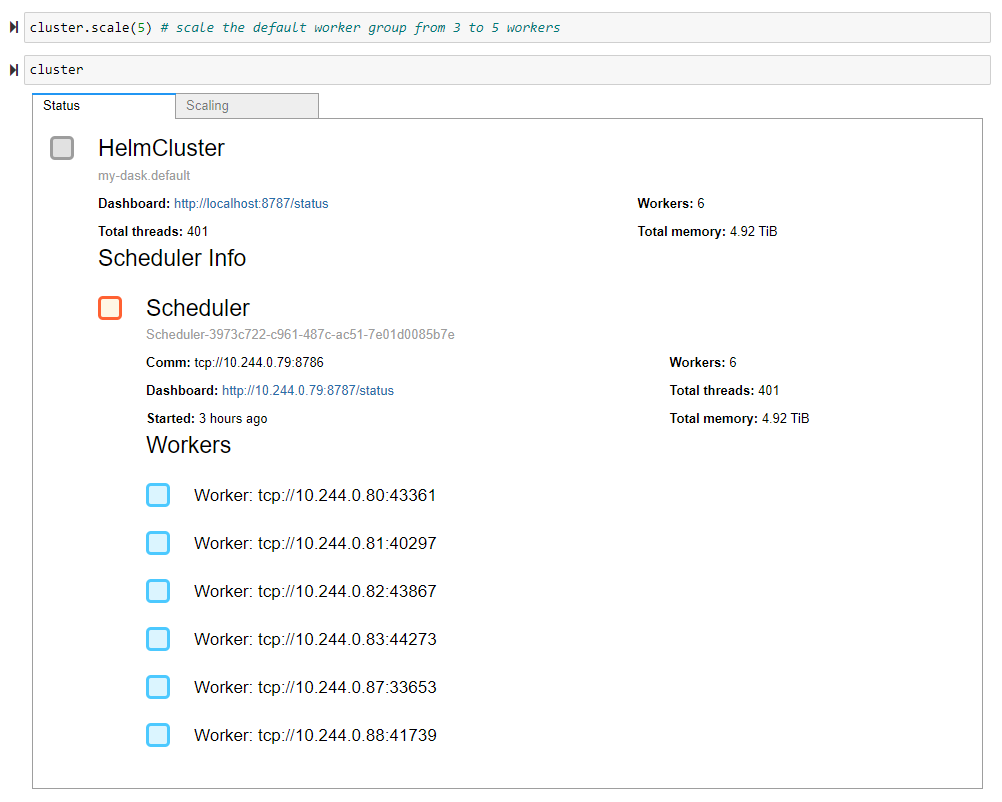 cluster.scale(5) # scale the default worker group from 3 to 5 workers
cluster
Status Scaling
HelmCluster
my-dask.default
Dashboard: http://localhost:8787/status Workers: 6
Total threads: 401 Total memory: 4.92 TiB
Scheduler Info
Scheduler
Scheduler-3973c722-c961-487c-ac51-7e01d0085b7e
Comm: tcp://10.244.0.79:8786 Workers: 6
Dashboard: http://10.244.0.79:8787/status Total threads: 401
Started: 3 hours ago Total memory: 4.92 TiB
Workers
Worker: tcp://10.244.0.80:43361
Worker: tcp://10.244.0.81:40297
Worker: tcp://10.244.0.82:43867
Worker: tcp://10.244.0.83:44273
Worker: tcp://10.244.0.87:33653
Worker: tcp://10.244.0.88:41739